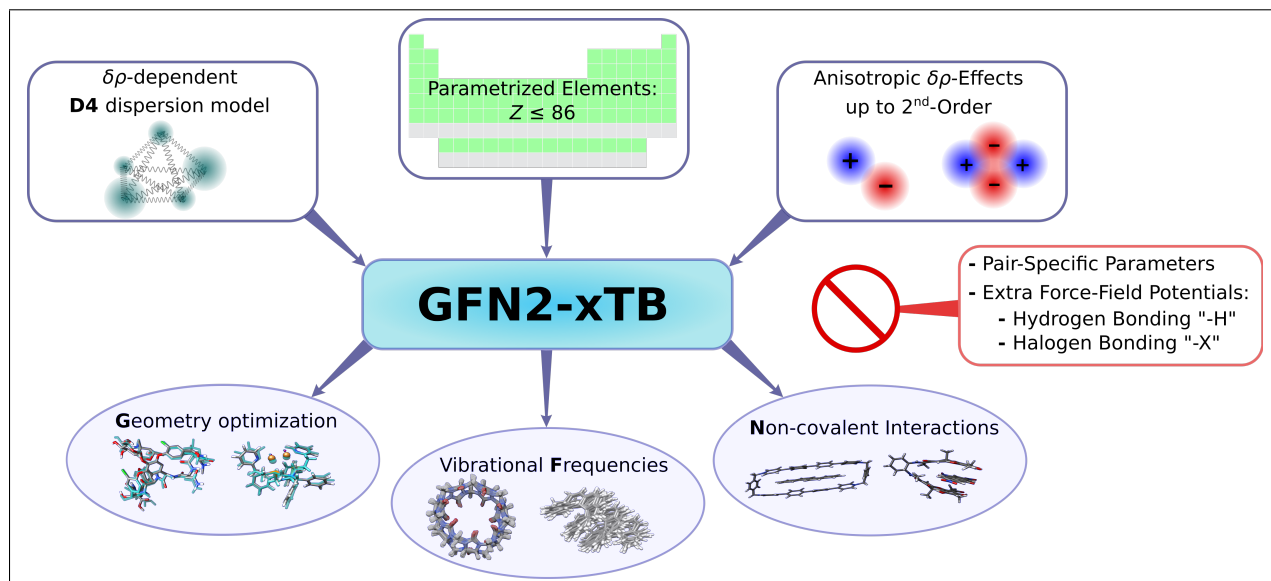 δρ-dependent
D4 dispersion model
Parametrized Elements:
Z ≤ 86
Anisotropic δρ-Effects
up to 2nd-Order
+
-
-
+ +
-
GFN2-xTB
- Pair-Specific Parameters
- Extra Force-Field Potentials:
- Hydrogen Bonding "-H"
- Halogen Bonding "-X"
Geometry optimization
Vibrational Frequencies
Non-covalent Interactions